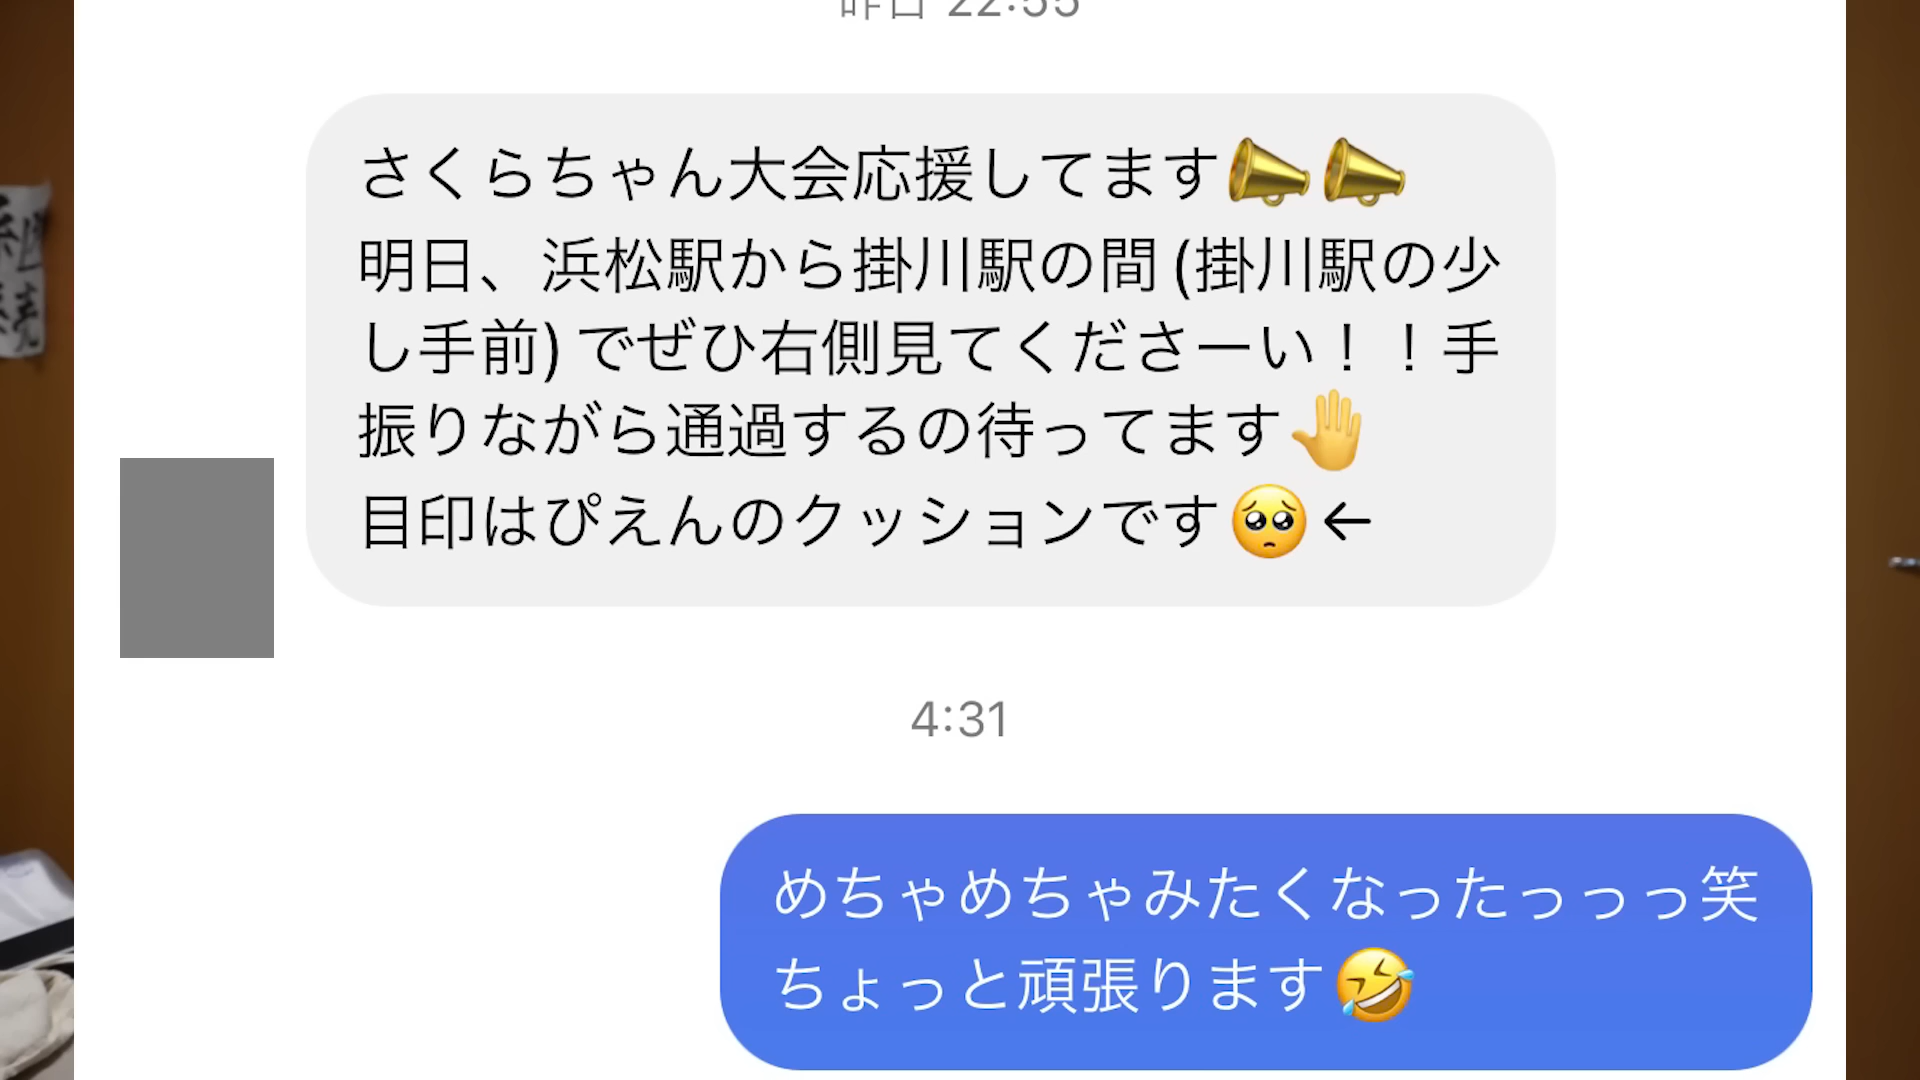 昨日 22:55
さくらちゃん大会応援してます📣📣
明日、浜松駅から掛川駅の間 (掛川駅の少
し手前) でぜひ右側見てくださーい！！手
振りながら通過するの待ってます🤚
目印はぴえんのクッションです🥺←
4:31
めちゃめちゃみたくなったっっっ笑
ちょっと頑張ります🤣